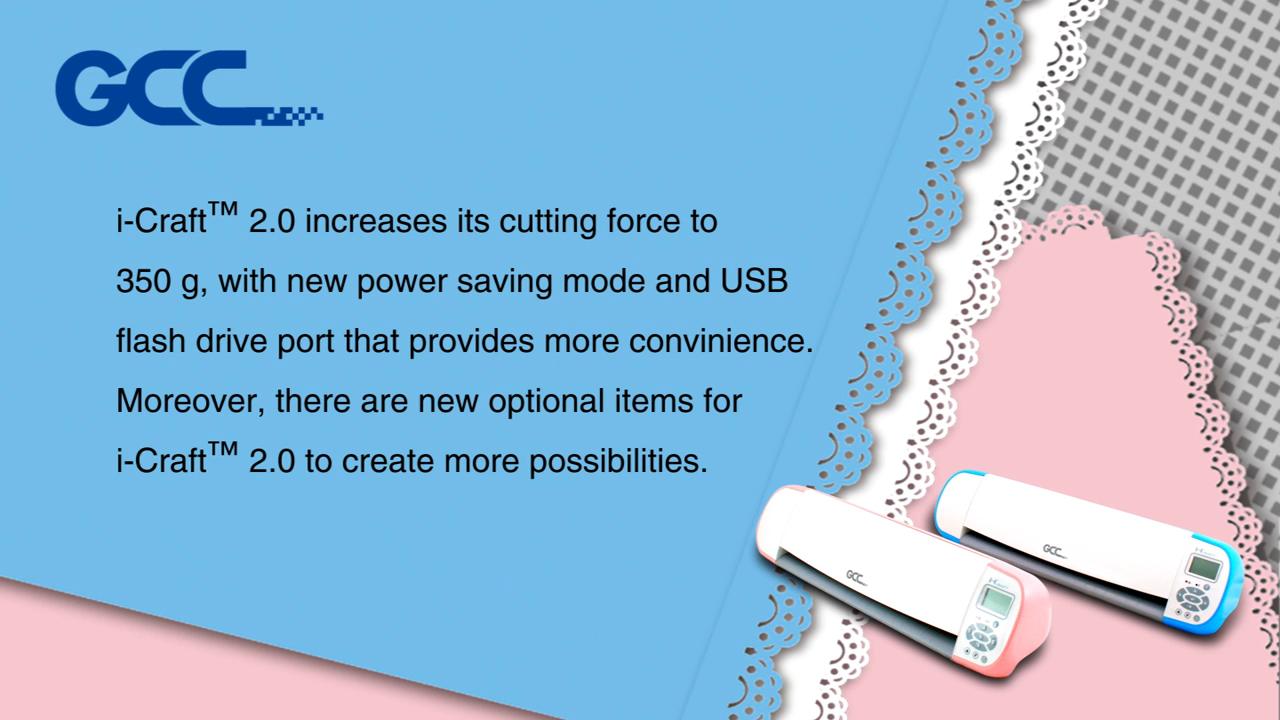 GCC
i-Craft™ 2.0 increases its cutting force to
350 g, with new power saving mode and USB
flash drive port that provides more convinience.
Moreover, there are new optional items for
i-Craft™ 2.0 to create more possibilities.
GCC
GCC